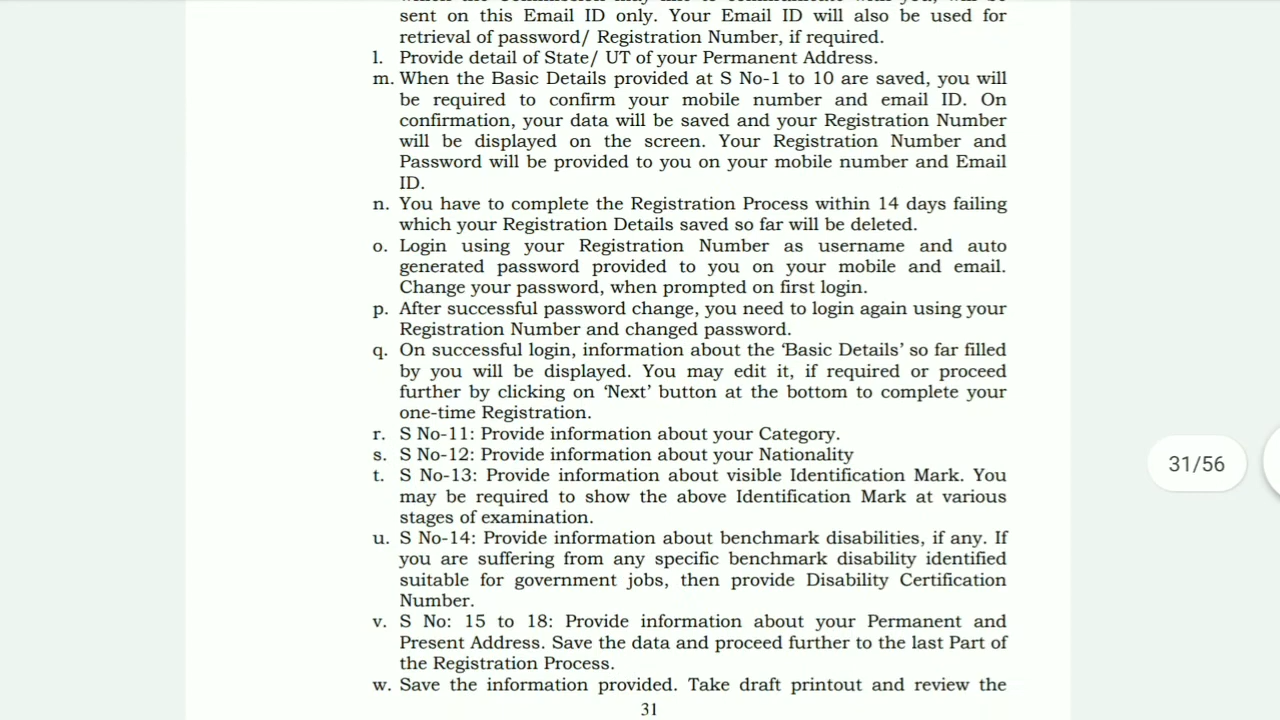 sent on this Email ID only. Your Email ID will also be used for
retrieval of password/ Registration Number, if required.
l. Provide detail of State/ UT of your Permanent Address.
m. When the Basic Details provided at S No-1 to 10 are saved, you will
be required to confirm your mobile number and email ID. On
confirmation, your data will be saved and your Registration Number
will be displayed on the screen. Your Registration Number and
Password will be provided to you on your mobile number and Email
ID.
n. You have to complete the Registration Process within 14 days failing
which your Registration Details saved so far will be deleted.
o. Login using your Registration Number as username and auto
generated password provided to you on your mobile and email.
Change your password, when prompted on first login.
p. After successful password change, you need to login again using your
Registration Number and changed password.
q. On successful login, information about the ‘Basic Details’ so far filled
by you will be displayed. You may edit it, if required or proceed
further by clicking on ‘Next’ button at the bottom to complete your
one-time Registration.
r. S No-11: Provide information about your Category.
s. S No-12: Provide information about your Nationality
t. S No-13: Provide information about visible Identification Mark. You
may be required to show the above Identification Mark at various
stages of examination.
u. S No-14: Provide information about benchmark disabilities, if any. If
you are suffering from any specific benchmark disability identified
suitable for government jobs, then provide Disability Certification
Number.
v. S No: 15 to 18: Provide information about your Permanent and
Present Address. Save the data and proceed further to the last Part of
the Registration Process.
w. Save the information provided. Take draft printout and review the
31
31/56